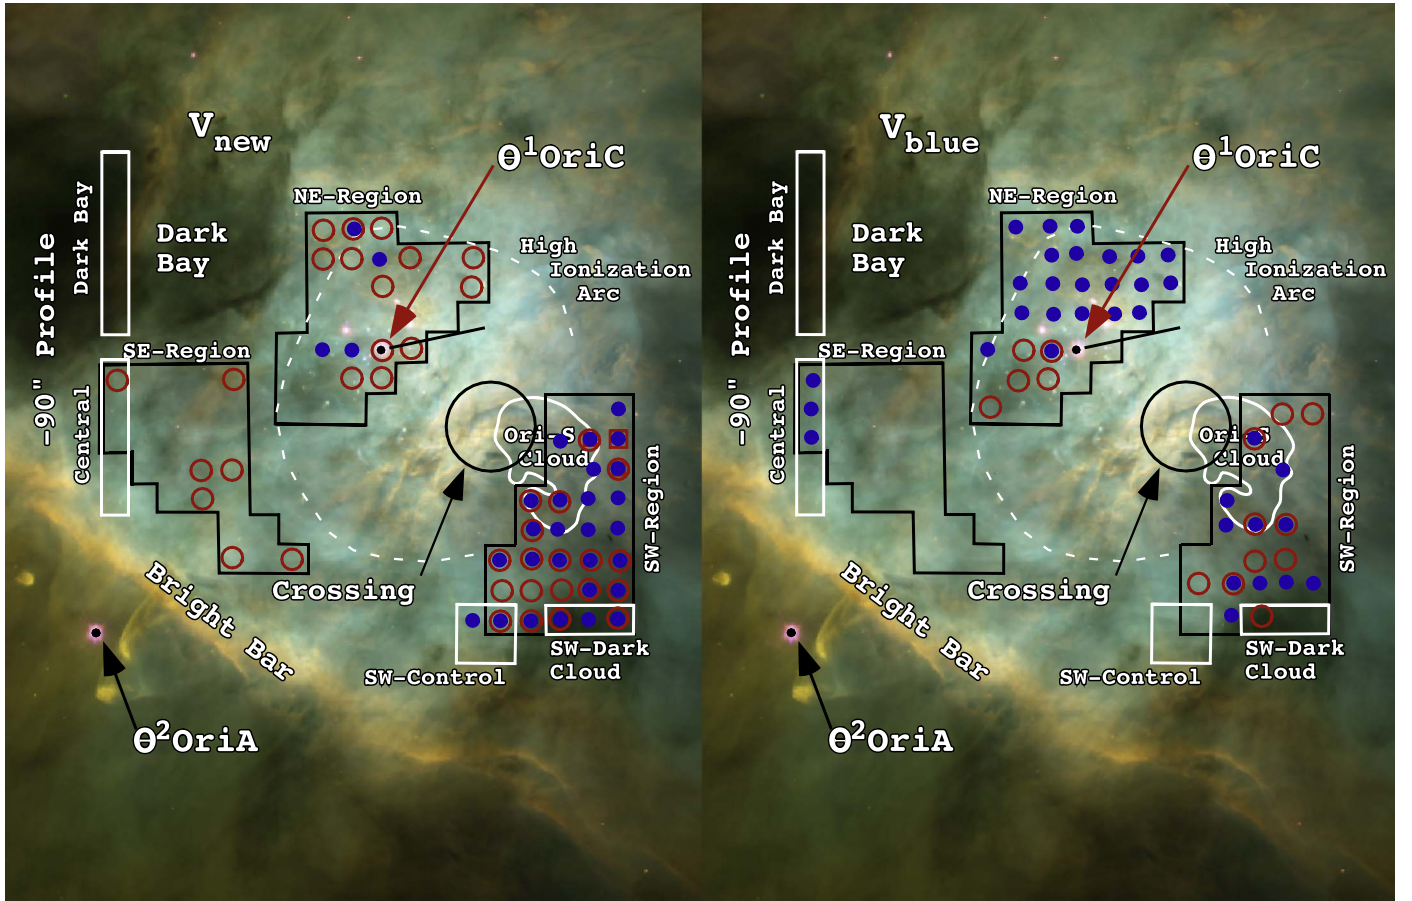 Vnew
Θ1OriC
NE-Region
Dark Bay
Dark
Bay
High
Ionization
Arc
-90" Profile
SE-Region
Central
Ori-S
Cloud
SW-Region
Crossing
Bright Bar
SW-Dark
Cloud
SW-Control
Θ2OriA
Vblue
Θ1OriC
NE-Region
Dark Bay
Dark
Bay
High
Ionization
Arc
-90" Profile
SE-Region
Central
Ori-S
Cloud
SW-Region
Crossing
Bright Bar
SW-Dark
Cloud
SW-Control
Θ2OriA